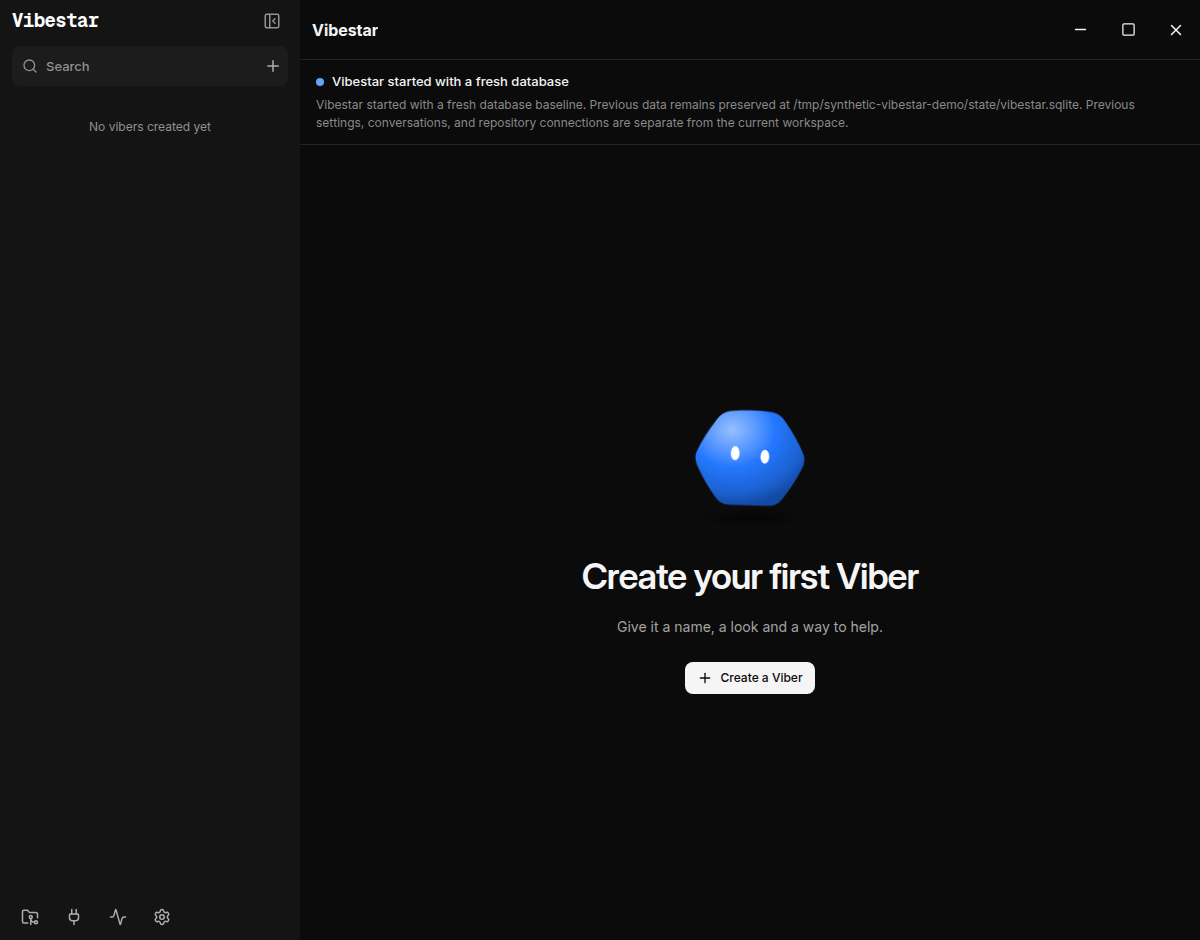 Vibestar
Search
No vibers created yet
Vibestar
Vibestar started with a fresh database
Vibestar started with a fresh database baseline. Previous data remains preserved at /tmp/synthetic-vibestar-demo/state/vibestar.sqlite. Previous
settings, conversations, and repository connections are separate from the current workspace.
Create your first Viber
Give it a name, a look and a way to help.
Create a Viber